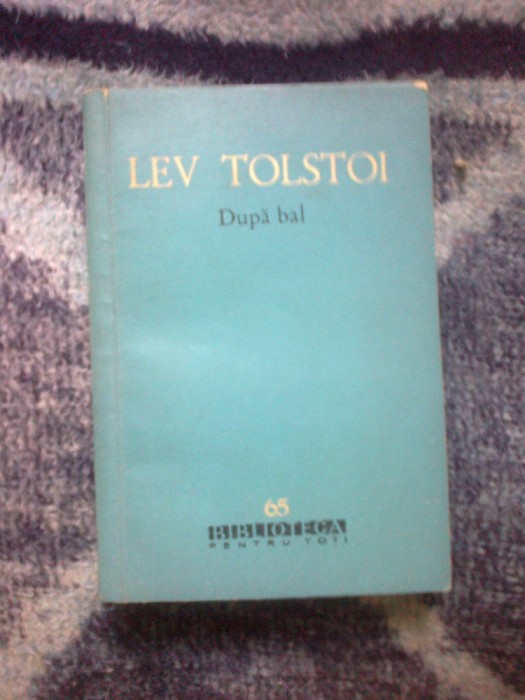 LEV TOLSTOI
După bal
65
BIBLIOTECA
PENTRU TOȚI